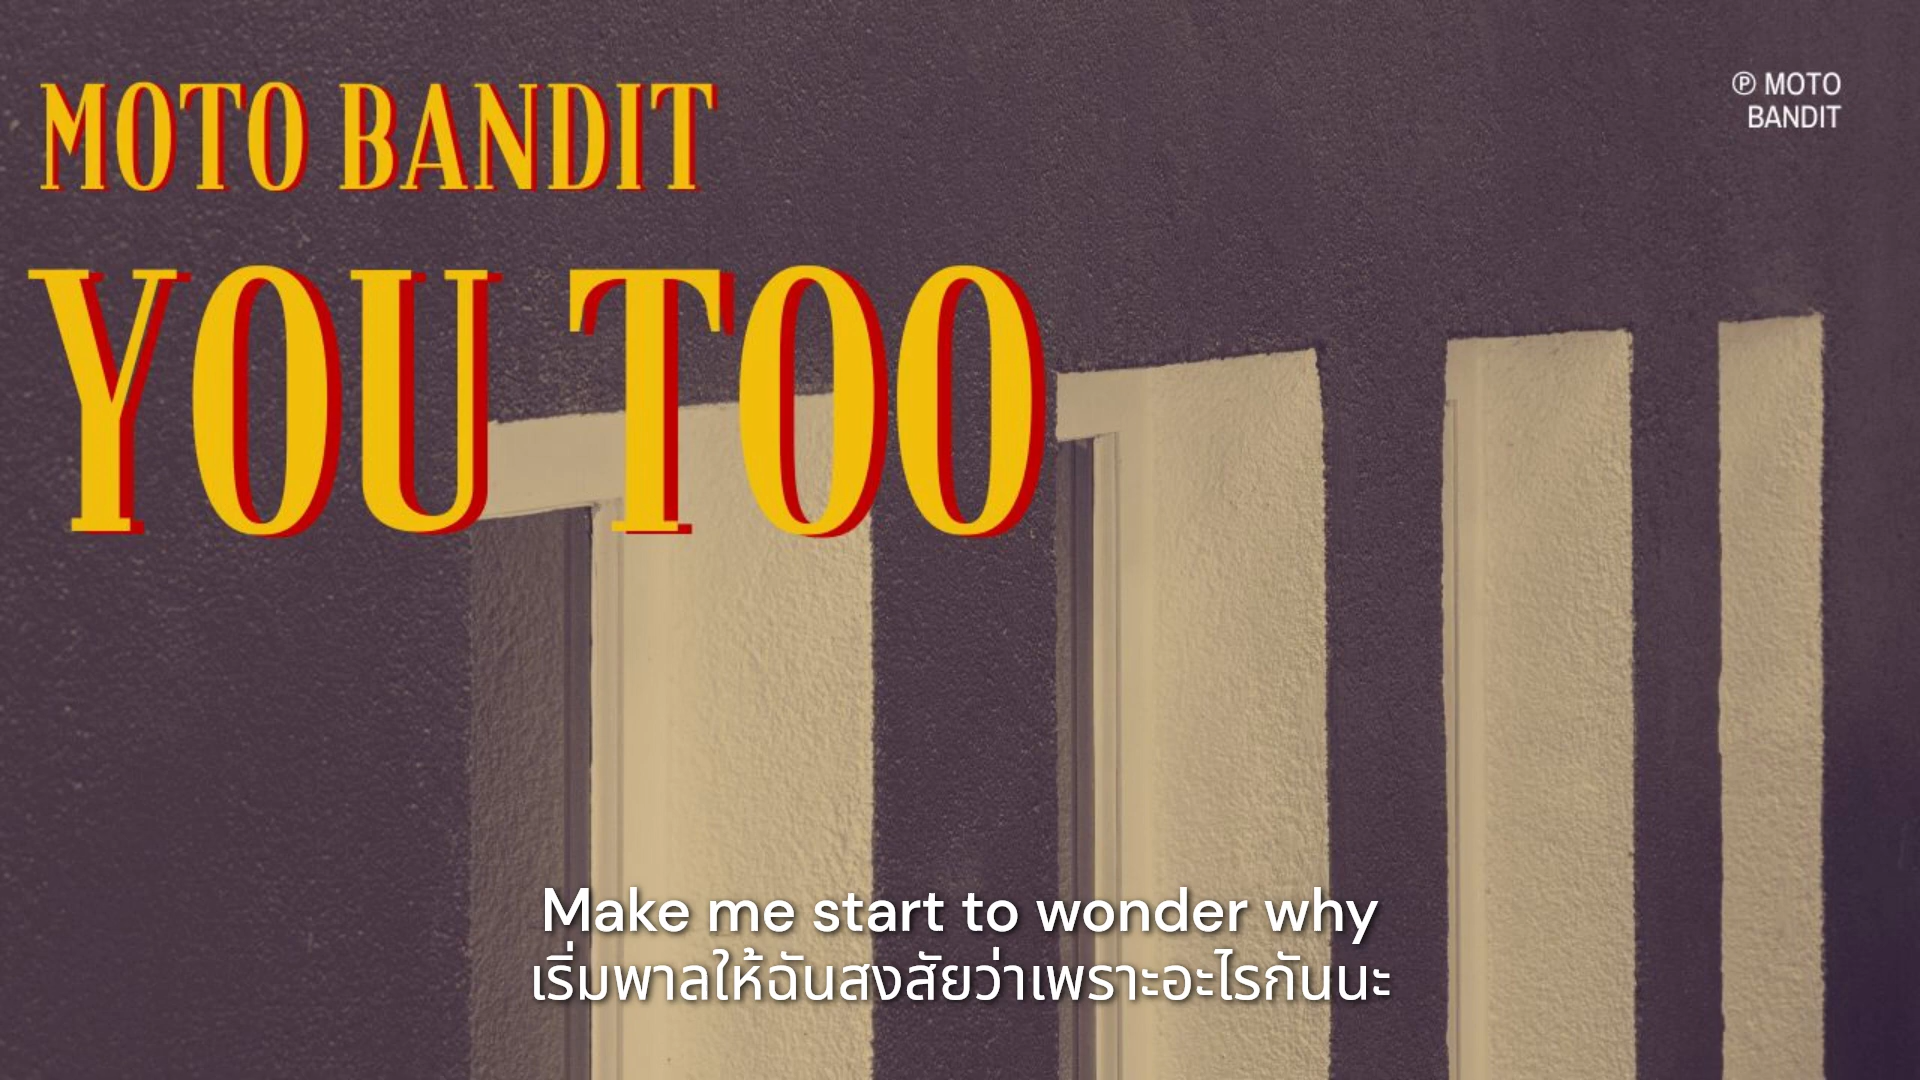 MOTO BANDIT
YOU TOO
℗ MOTO
BANDIT
Make me start to wonder why
เริ่มพาลให้ฉันสงสัยว่าเพราะอะไรกันนะ